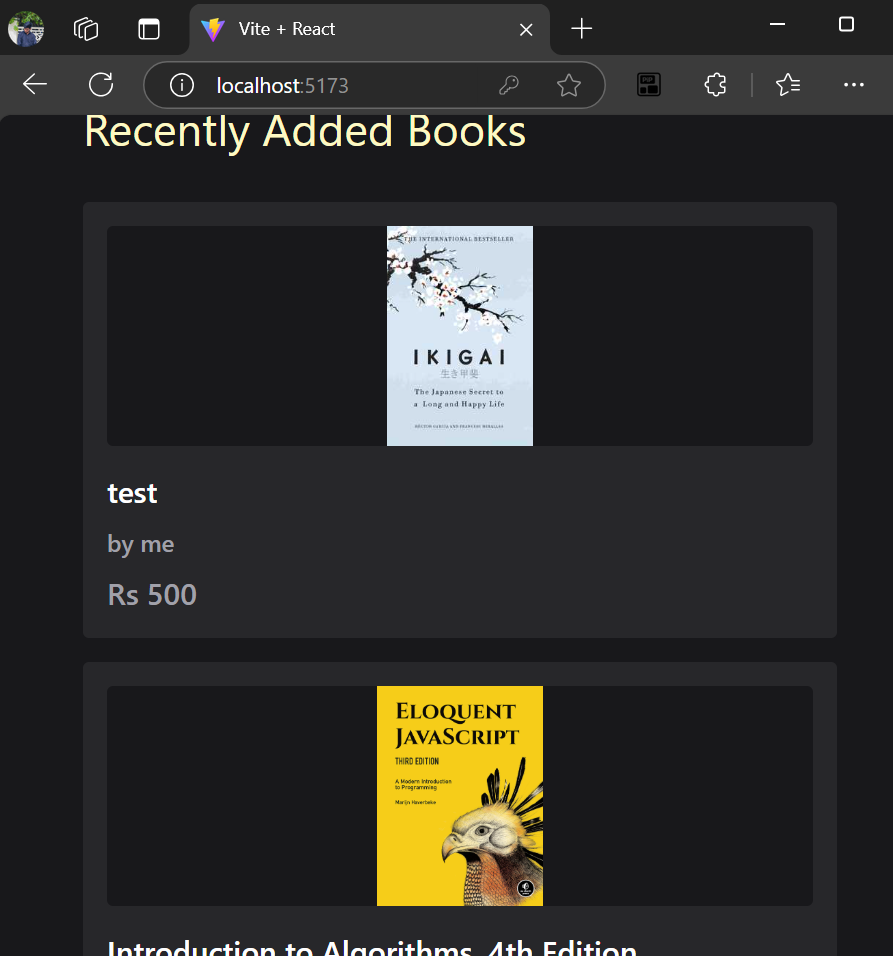 Vite + React
localhost:5173
Recently Added Books
THE INTERNATIONAL BESTSELLER
IKIGAI
生き甲斐
The Japanese Secret to
a Long and Happy Life
HÉCTOR GARCÍA AND FRANCESC MIRALLES
test
by me
Rs 500
ELOQUENT
JAVASCRIPT
THIRD EDITION
A Modern Introduction
to Programming
Marijn Haverbeke
Introduction to Algorithms, 4th Edition